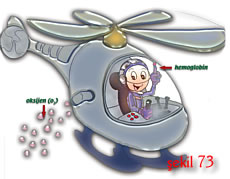 hemoglobin
oksijen (o₂)
şekil 73